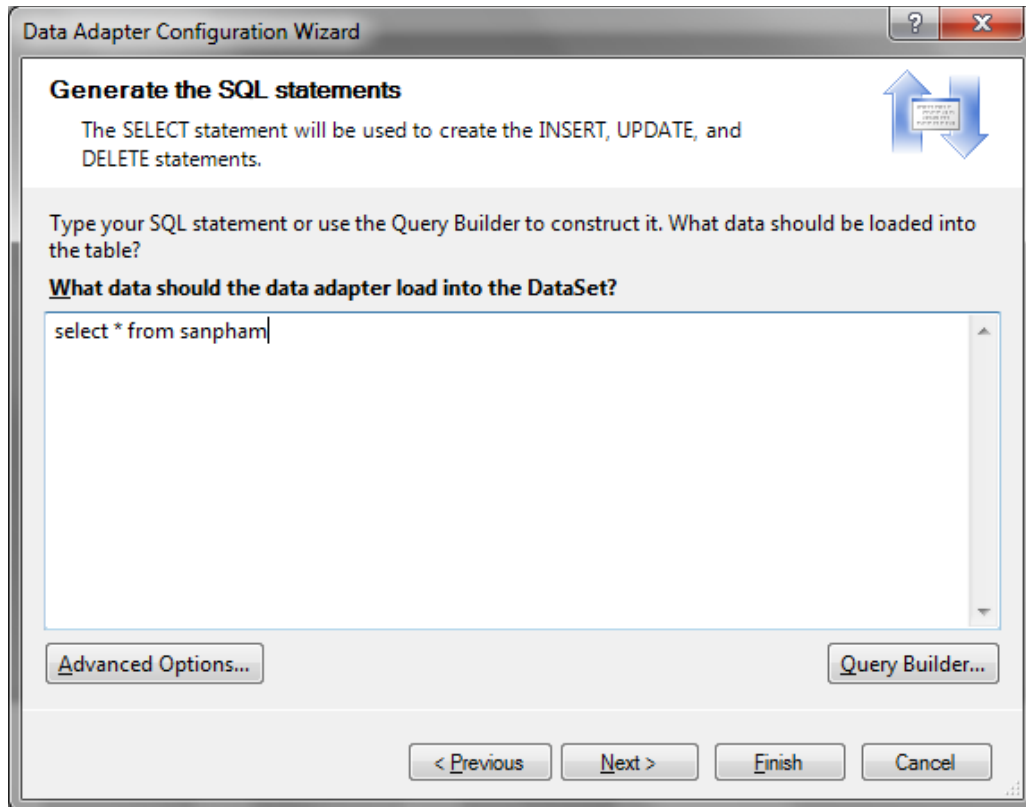 Data Adapter Configuration Wizard
?
X
Generate the SQL statements
The SELECT statement will be used to create the INSERT, UPDATE, and
DELETE statements.
Type your SQL statement or use the Query Builder to construct it. What data should be loaded into
the table?
What data should the data adapter load into the DataSet?
select * from sanpham
Advanced Options...
Query Builder...
< Previous
Next >
Finish
Cancel